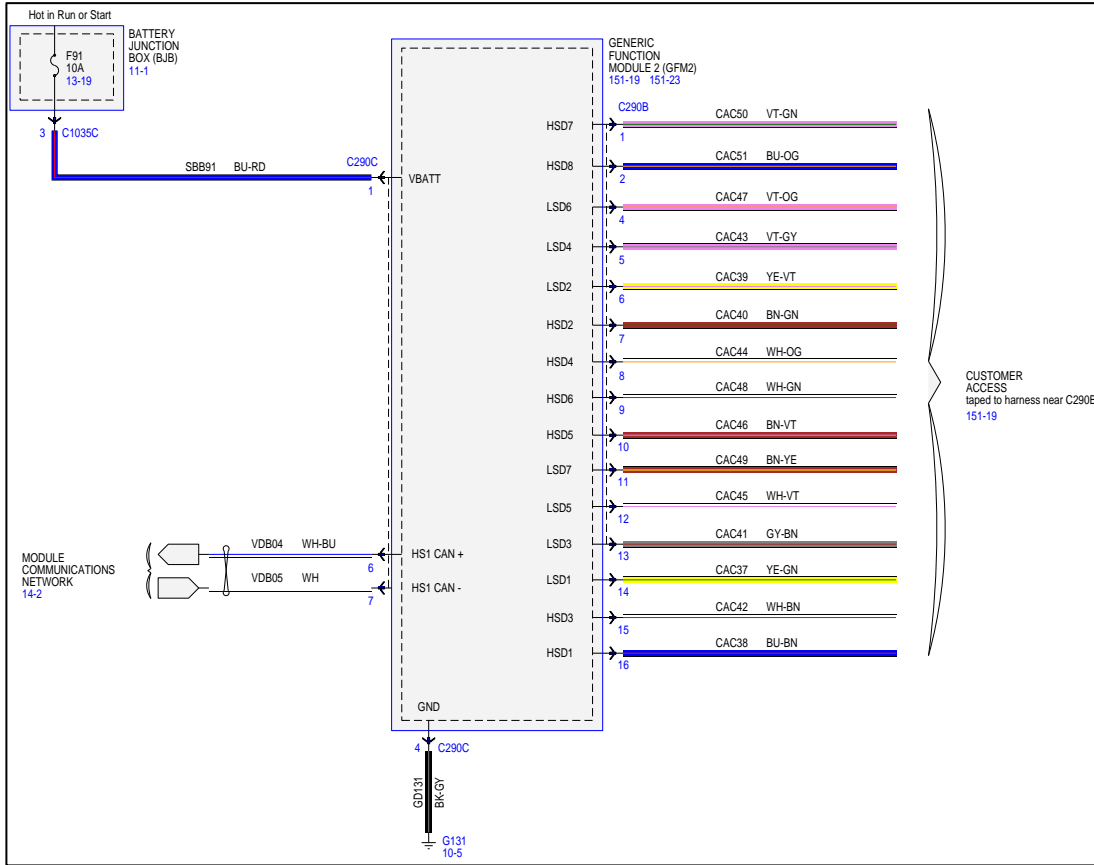 Hot in Run or Start
BATTERY
JUNCTION
BOX (BJB)
11-1
F91
10A
13-19
3 C1035C
SBB91 BU-RD
C290C
1
VBATT
GENERIC
FUNCTION
MODULE 2 (GFM2)
151-19 151-23
C290B
HSD7
1
CAC50 VT-GN
HSD8
2
CAC51 BU-OG
LSD6
4
CAC47 VT-OG
LSD4
5
CAC43 VT-GY
LSD2
6
CAC39 YE-VT
HSD2
7
CAC40 BN-GN
HSD4
8
CAC44 WH-OG
HSD6
9
CAC48 WH-GN
HSD5
10
CAC46 BN-VT
LSD7
11
CAC49 BN-YE
LSD5
12
CAC45 WH-VT
LSD3
13
CAC41 GY-BN
LSD1
14
CAC37 YE-GN
HSD3
15
CAC42 WH-BN
HSD1
16
CAC38 BU-BN
CUSTOMER
ACCESS
taped to harness near C290B
151-19
MODULE
COMMUNICATIONS
NETWORK
14-2
VDB04 WH-BU
6
HS1 CAN +
VDB05 WH
7
HS1 CAN -
GND
4 C290C
GD131
BK-GY
G131
10-5